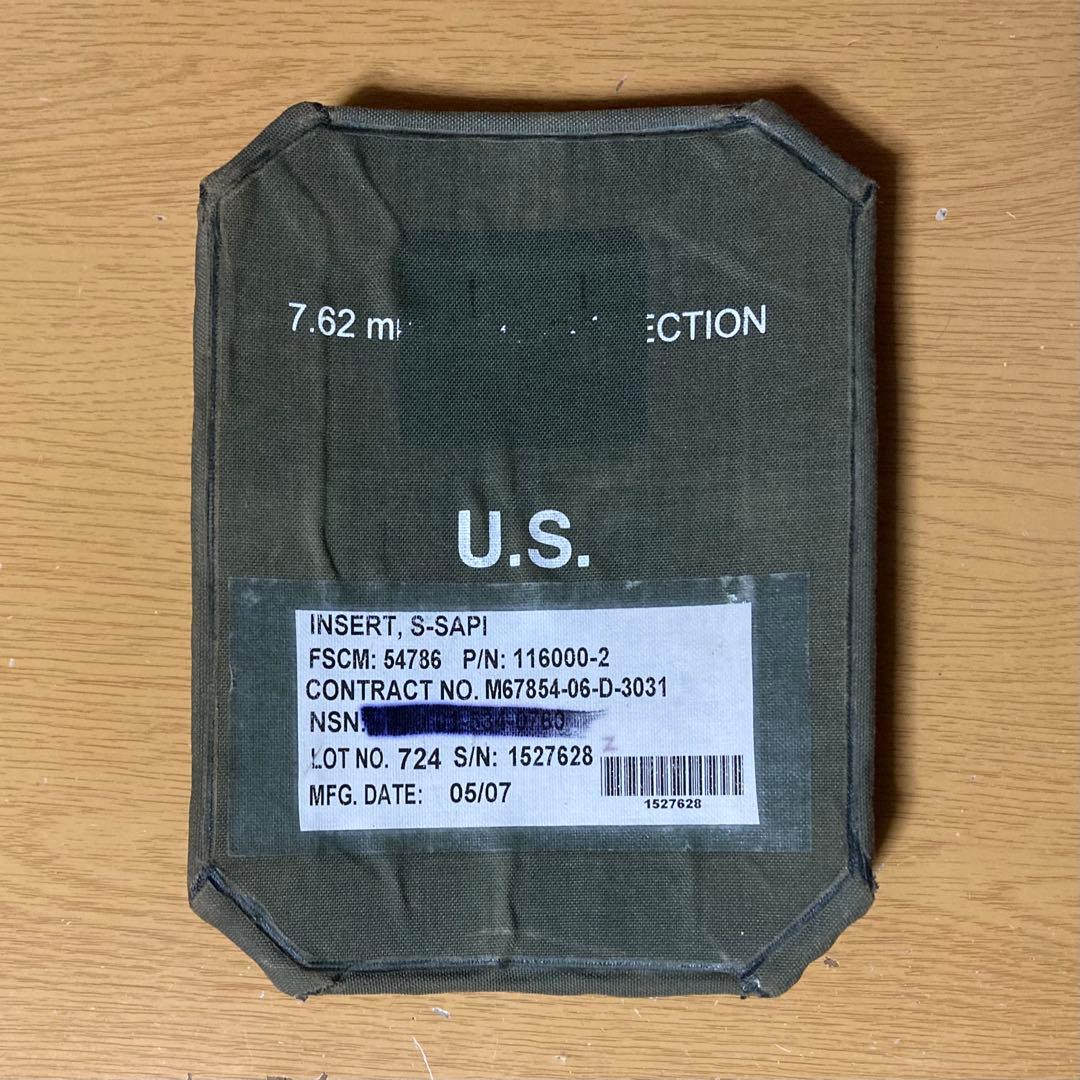 7.62 m ECTION
U.S.
INSERT, S-SAPI
FSCM: 54786 P/N: 116000-2
CONTRACT NO. M67854-06-D-3031
NSN:
LOT NO. 724 S/N: 1527628
MFG. DATE: 05/07
1527628